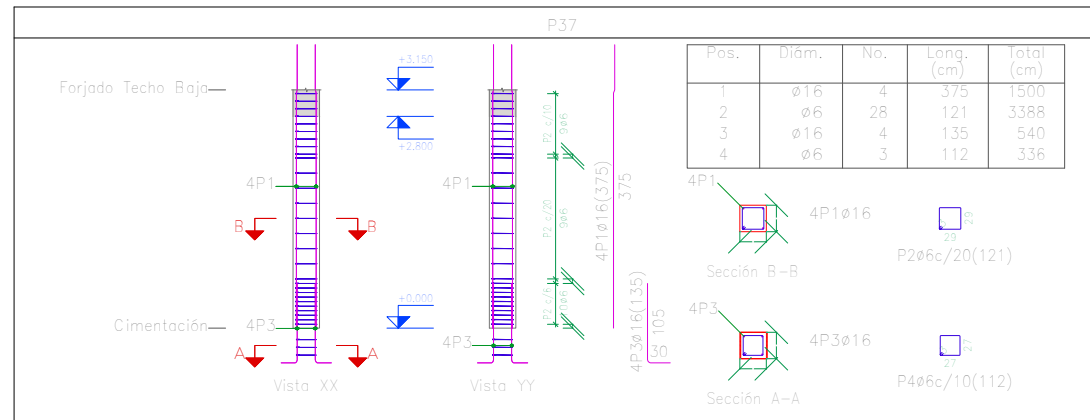 P37
Pos. Diám. No. Long. (cm) Total (cm)
1 ø16 4 375 1500
2 ø6 28 121 3388
3 ø16 4 135 540
4 ø6 3 112 336
Forjado Techo Baja
+3.150
+2.800
P2 c/10
9ø6
4P1
4P1
P2 c/20
9ø6
4P1ø16(375)
375
B
B
P2 c/6
+0.000
Cimentación
4P3
4P3
A
A
4P3ø16(135)
105
30
Vista XX
Vista YY
4P1
4P1ø16
29
29
P2ø6c/20(121)
Sección B-B
4P3
4P3ø16
27
27
P4ø6c/10(112)
Sección A-A